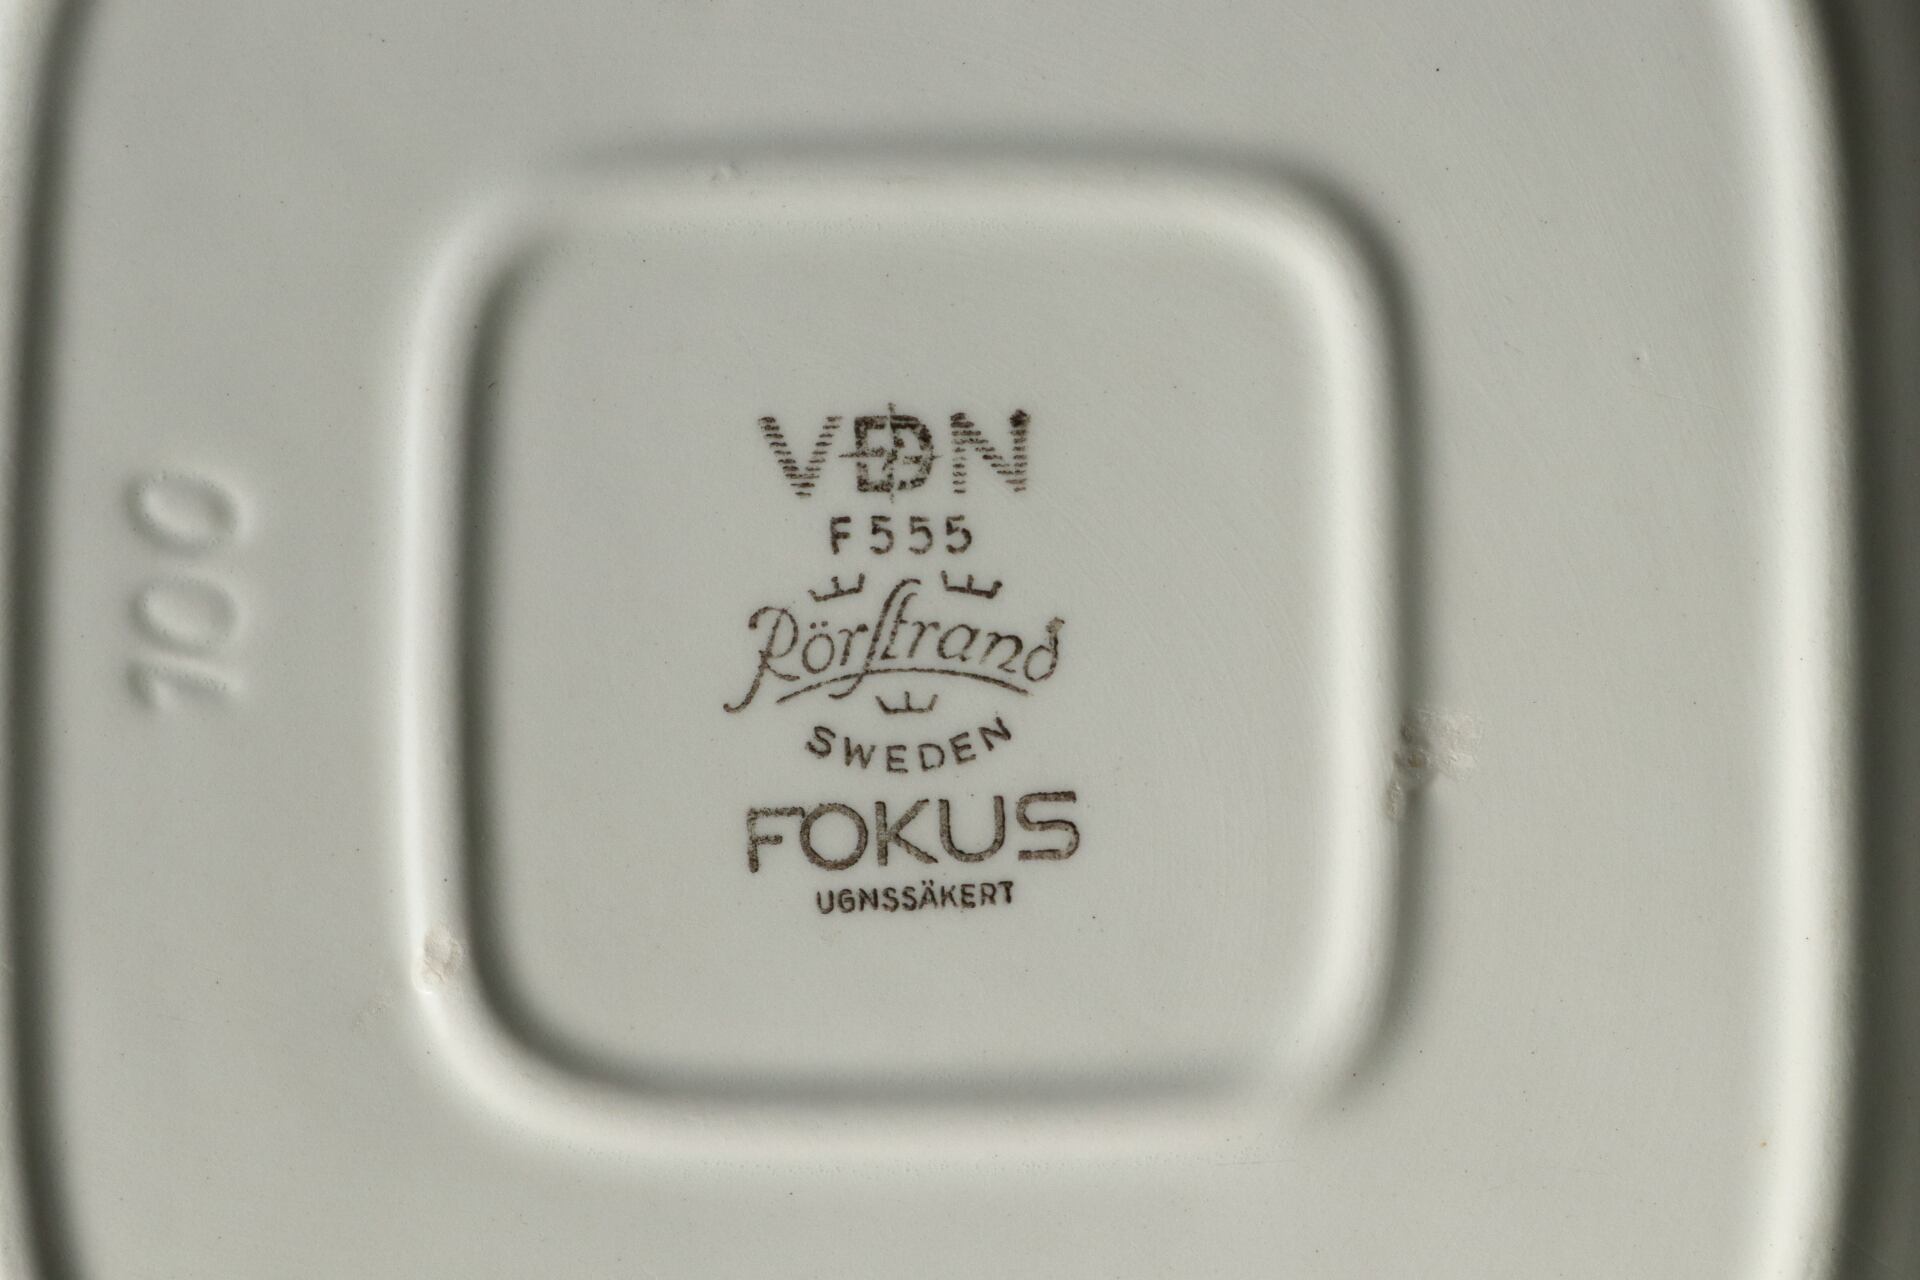 VDN
F555
Rörstrand
SWEDEN
FOKUS
UGNSSÄKERT
100